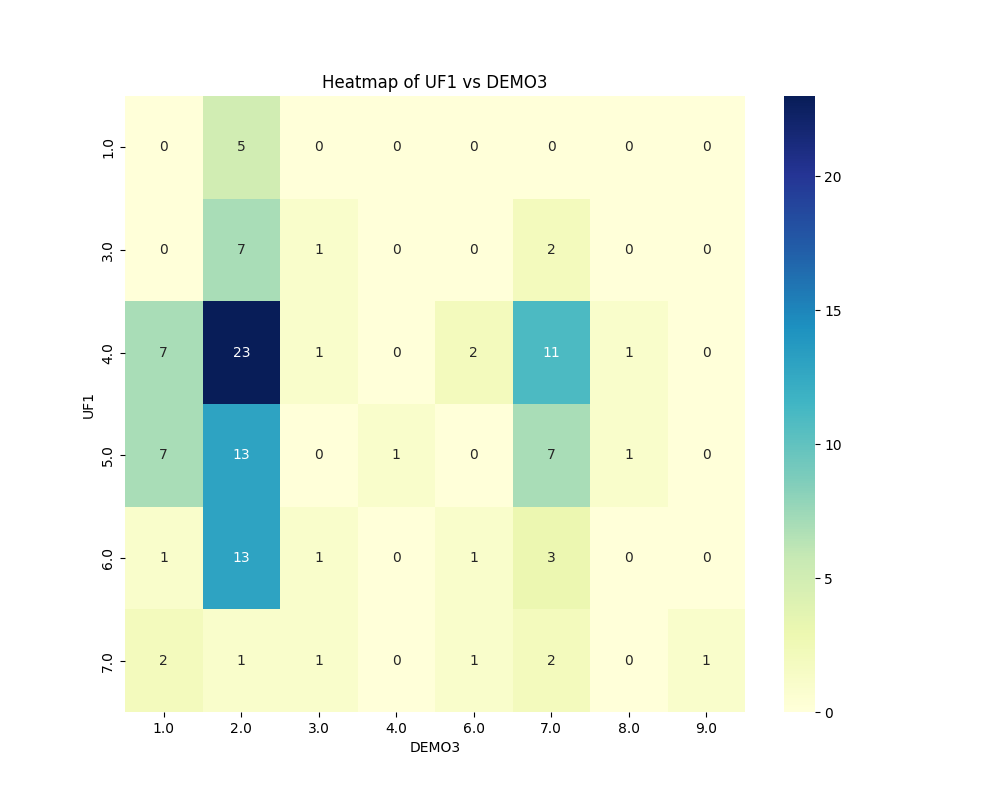 Heatmap of UF1 vs DEMO3
1.0 0 5 0 0 0 0 0 0
3.0 0 7 1 0 0 2 0 0
4.0 7 23 1 0 2 11 1 0
5.0 7 13 0 1 0 7 1 0
6.0 1 13 1 0 1 3 0 0
7.0 2 1 1 0 1 2 0 1
UF1
1.0 2.0 3.0 4.0 6.0 7.0 8.0 9.0
DEMO3
20
15
10
5
0